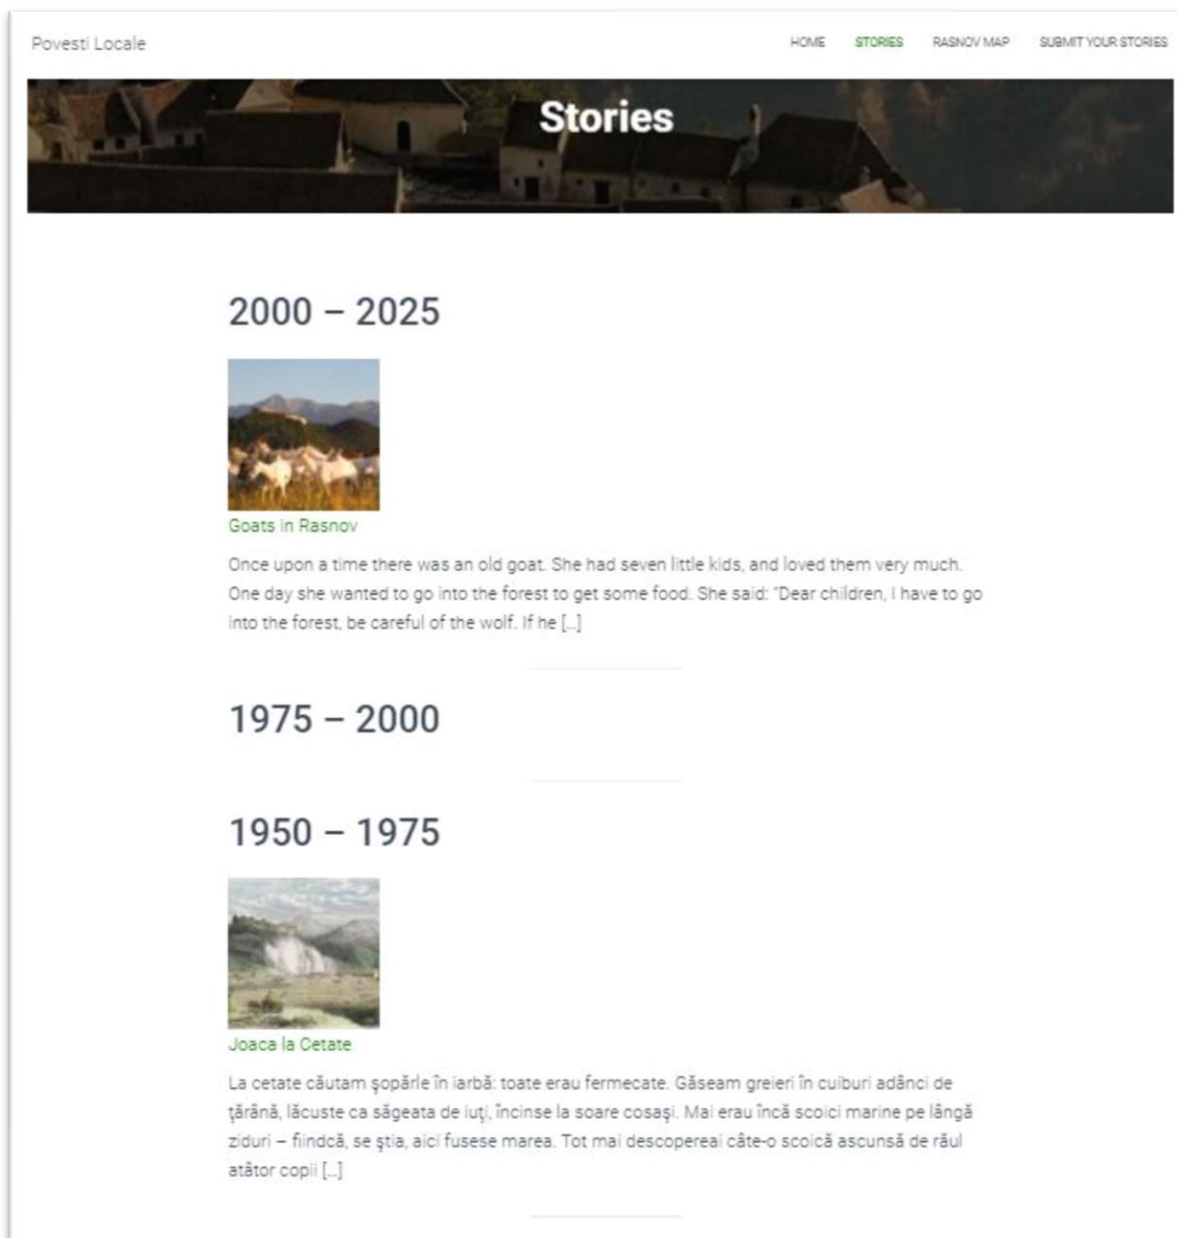 Povesti Locale
HOME STORIES RASNOV MAP SUBMIT YOUR STORIES
Stories
2000 – 2025
Goats in Rasnov
Once upon a time there was an old goat. She had seven little kids, and loved them very much.
One day she wanted to go into the forest to get some food. She said: “Dear children, I have to go
into the forest, be careful of the wolf. If he [...]
1975 – 2000
1950 – 1975
Joaca la Cetate
La cetate căutam şopârle în iarbă: toate erau fermecate. Găseam greieri în cuiburi adânci de
ţărână, lăcuste ca săgeata de iuţi, încinse la soare cosaşi. Mai erau încă scoici marine pe lângă
ziduri – fiindcă, se ştia, aici fusese marea. Tot mai descopereai câte-o scoică ascunsă de răul
atâtor copii [...]